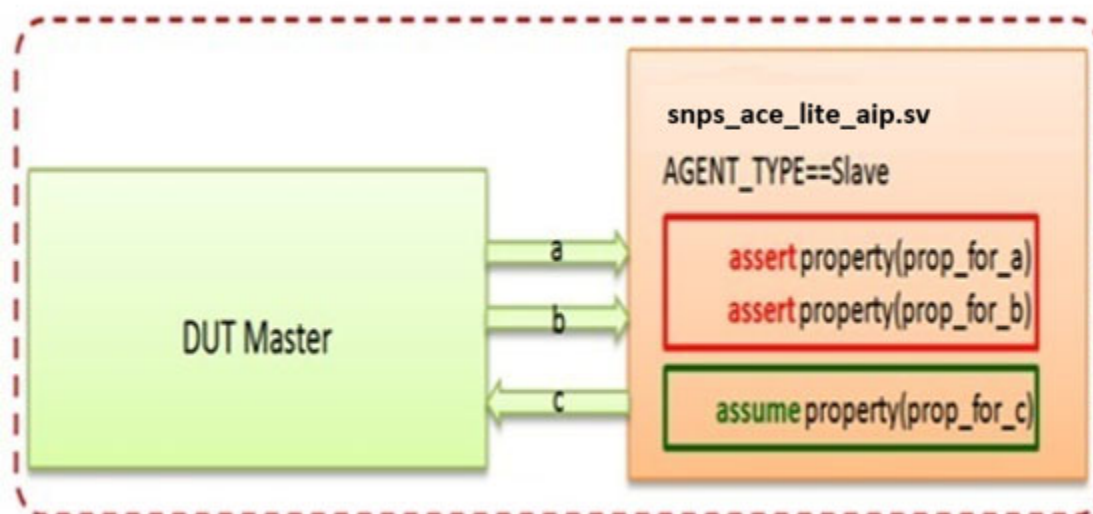 snps_ace_lite_aip.sv
AGENT_TYPE==Slave
a
assert property(prop_for_a)
b
assert property(prop_for_b)
DUT Master
c
assume property(prop_for_c)